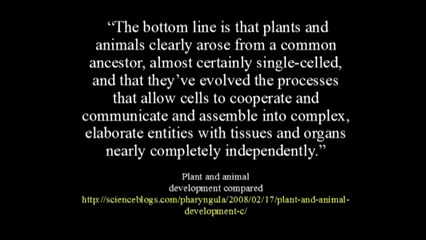 “The bottom line is that plants and
animals clearly arose from a common
ancestor, almost certainly single-celled,
and that they’ve evolved the processes
that allow cells to cooperate and
communicate and assemble into complex,
elaborate entities with tissues and organs
nearly completely independently.”
Plant and animal
development compared
http://scienceblogs.com/pharyngula/2008/02/17/plant-and-animal-
development-c/